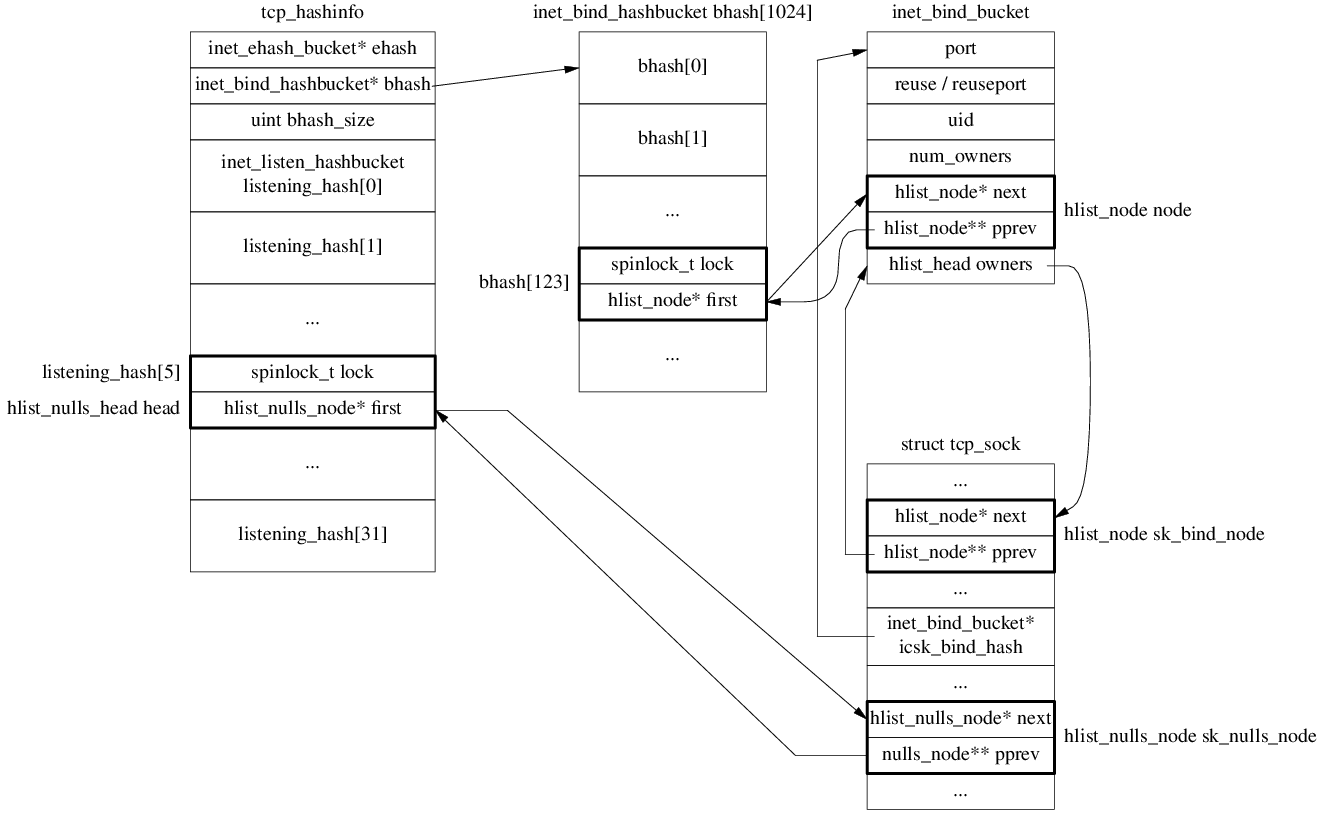 tcp_hashinfo
inet_ehash_bucket* ehash
inet_bind_hashbucket* bhash
uint bhash_size
inet_listen_hashbucket
listening_hash[0]
listening_hash[1]
...
listening_hash[5]
spinlock_t lock
hlist_nulls_head head
hlist_nulls_node* first
...
listening_hash[31]
inet_bind_hashbucket bhash[1024]
bhash[0]
bhash[1]
...
bhash[123]
spinlock_t lock
hlist_node* first
...
inet_bind_bucket
port
reuse / reuseport
uid
num_owners
hlist_node* next
hlist_node** pprev
hlist_node node
hlist_head owners
struct tcp_sock
...
hlist_node* next
hlist_node** pprev
hlist_node sk_bind_node
...
inet_bind_bucket*
icsk_bind_hash
...
hlist_nulls_node* next
nulls_node** pprev
hlist_nulls_node sk_nulls_node
...